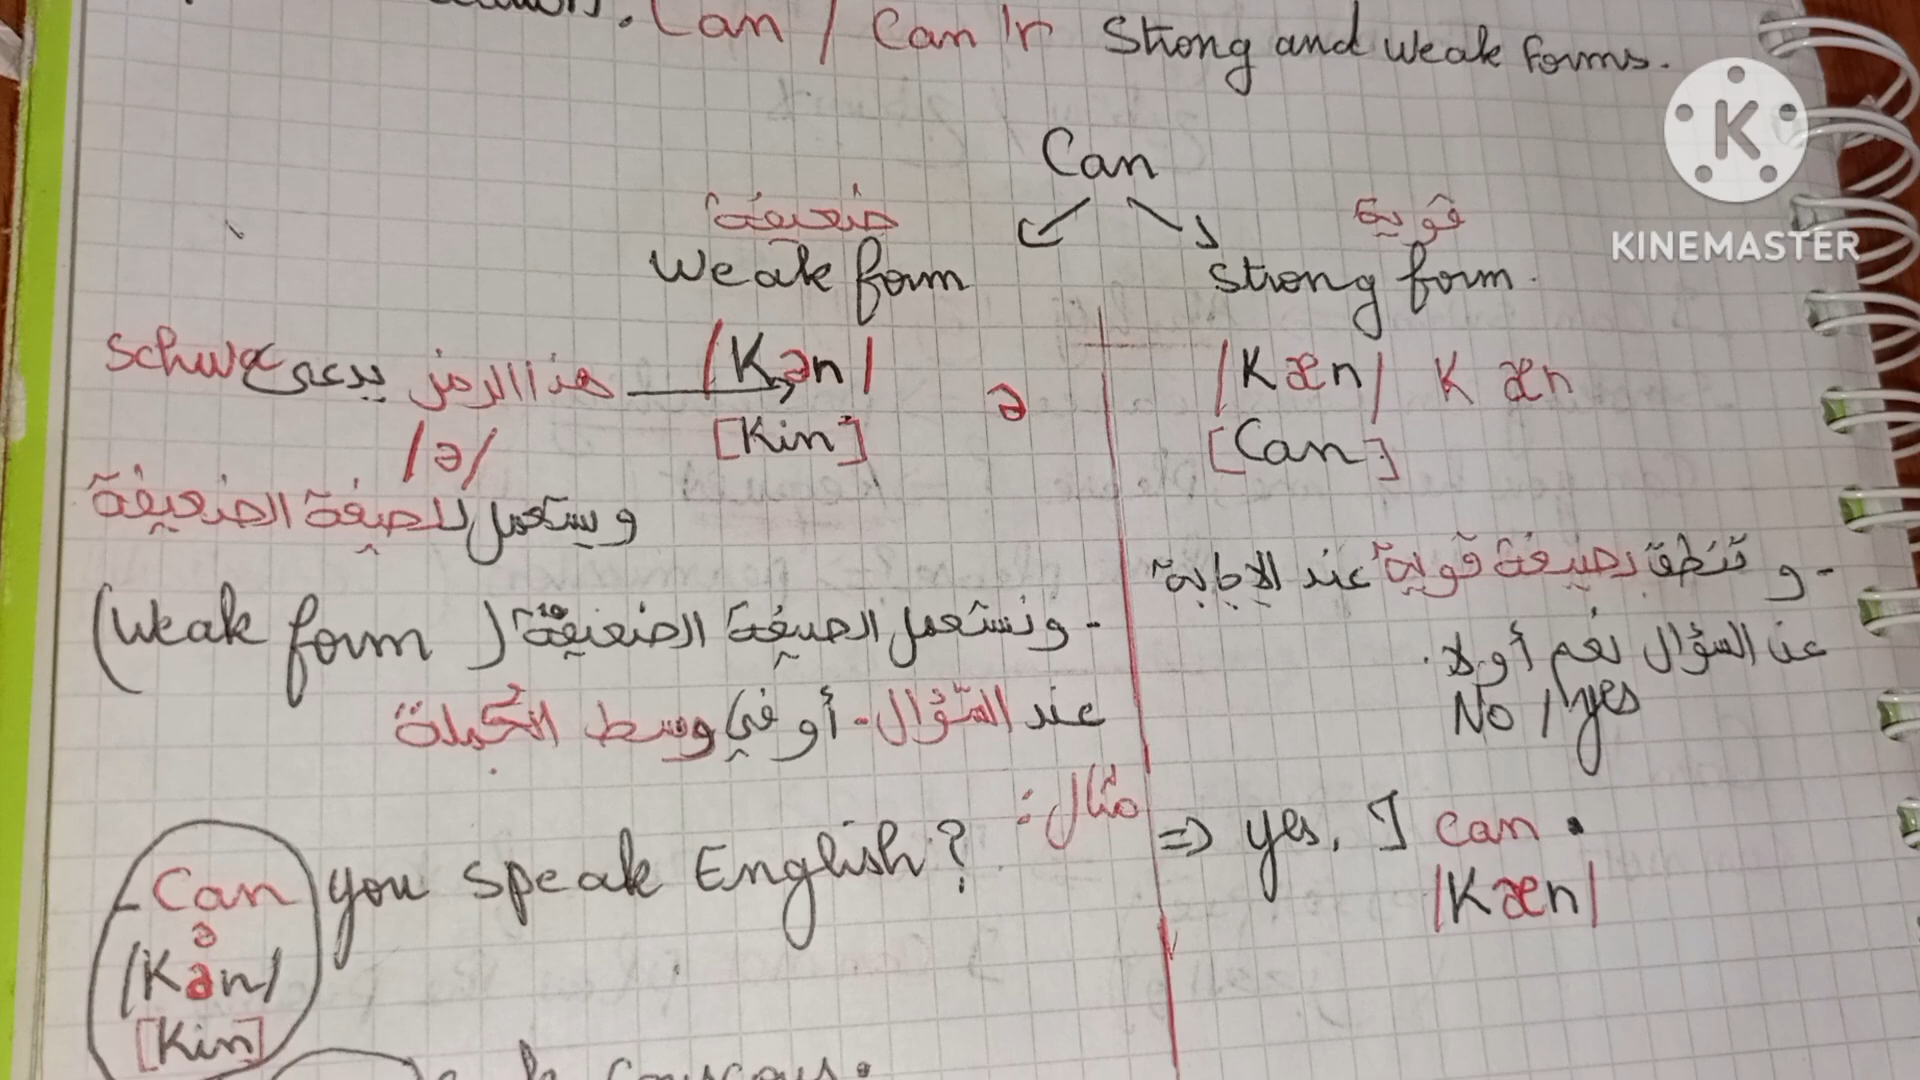 Can / Can't Strong and weak forms.
KINEMASTER
Can
ضعيفة
قوية
Weak form
strong form.
/Kən/
هذا الرمز يدعى schwa
ə
[Kin]
/ə/
ويستعمل للصيغة الضعيفة
- ونستعمل الصيغة الضعيفة (Weak form)
عند السؤال - أو في وسط الجملة
مثال:
- Can you speak English?
ə
/Kən/
[Kin]
/Kæn/ Kæn
[Can]
- و تنطق بصيغة قوية عند الإجابة
عن السؤال نعم أو لا.
No / yes
=> yes, I can.
/Kæn/
couscous.